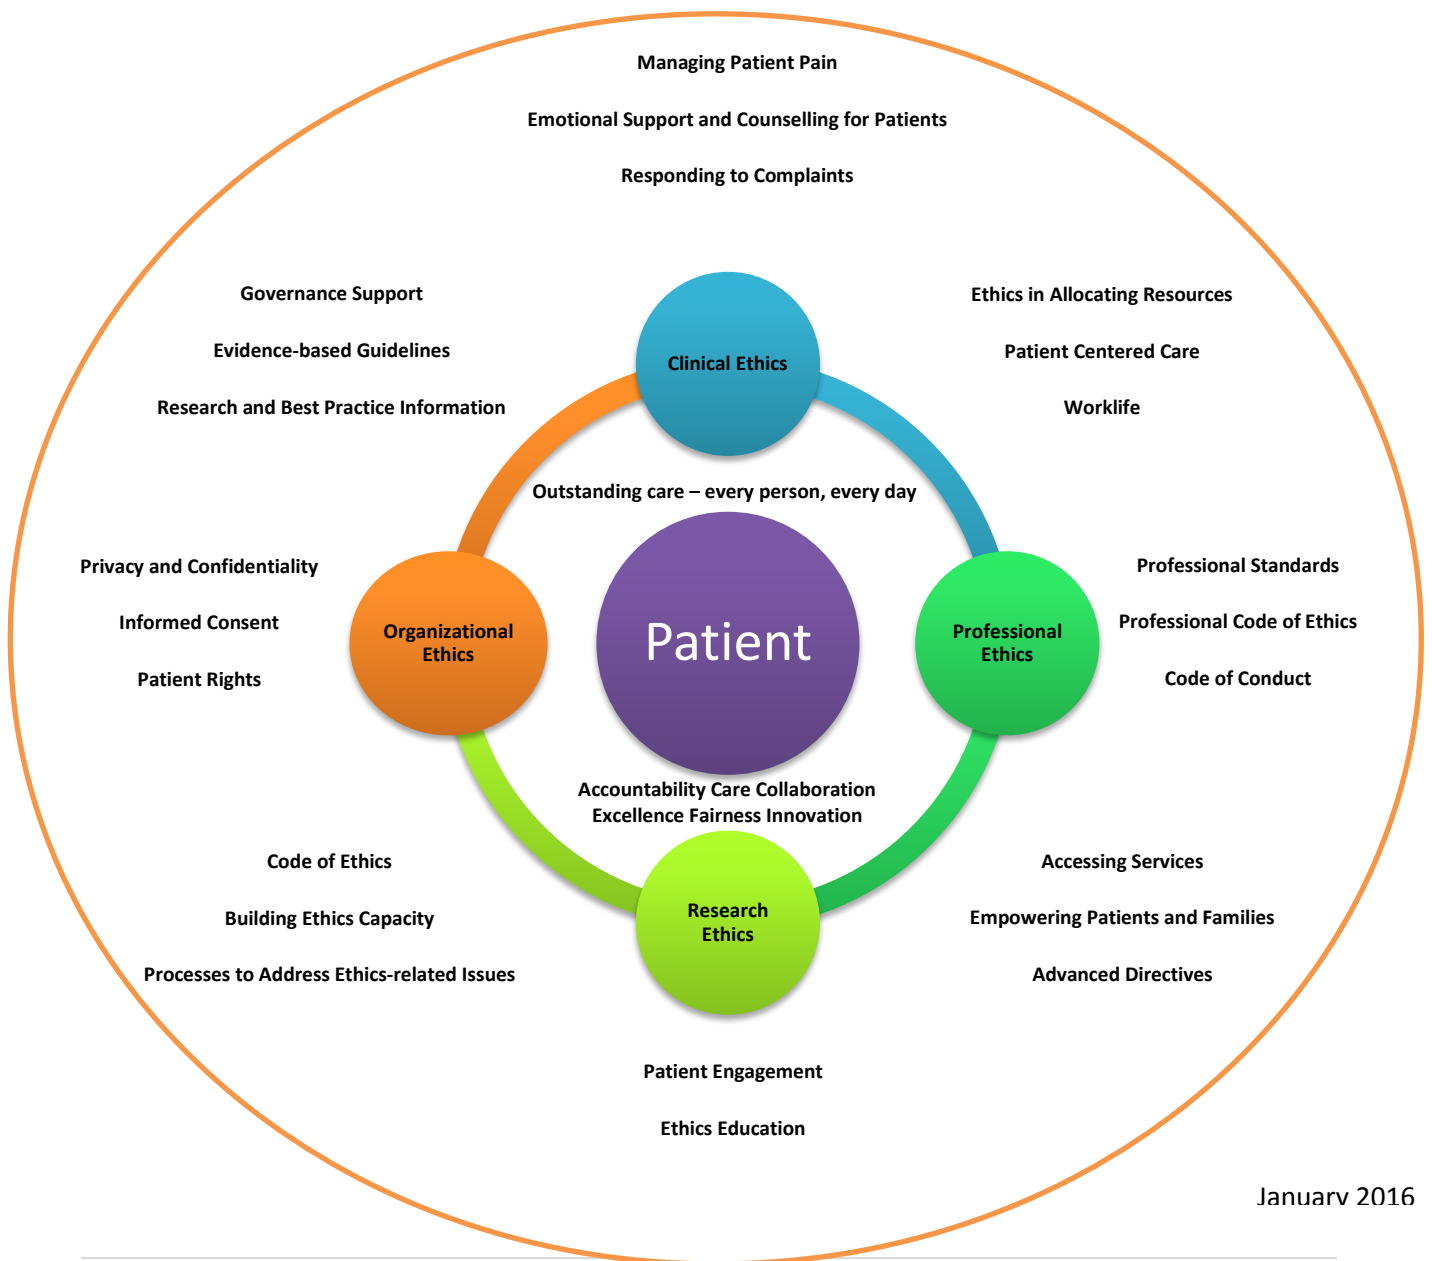 Managing Patient Pain
Emotional Support and Counselling for Patients
Responding to Complaints
Governance Support
Evidence-based Guidelines
Research and Best Practice Information
Ethics in Allocating Resources
Patient Centered Care
Worklife
Clinical Ethics
Outstanding care – every person, every day
Privacy and Confidentiality
Informed Consent
Patient Rights
Organizational
Ethics
Patient
Professional
Ethics
Professional Standards
Professional Code of Ethics
Code of Conduct
Accountability Care Collaboration
Excellence Fairness Innovation
Code of Ethics
Building Ethics Capacity
Processes to Address Ethics-related Issues
Research
Ethics
Accessing Services
Empowering Patients and Families
Advanced Directives
Patient Engagement
Ethics Education
January 2016